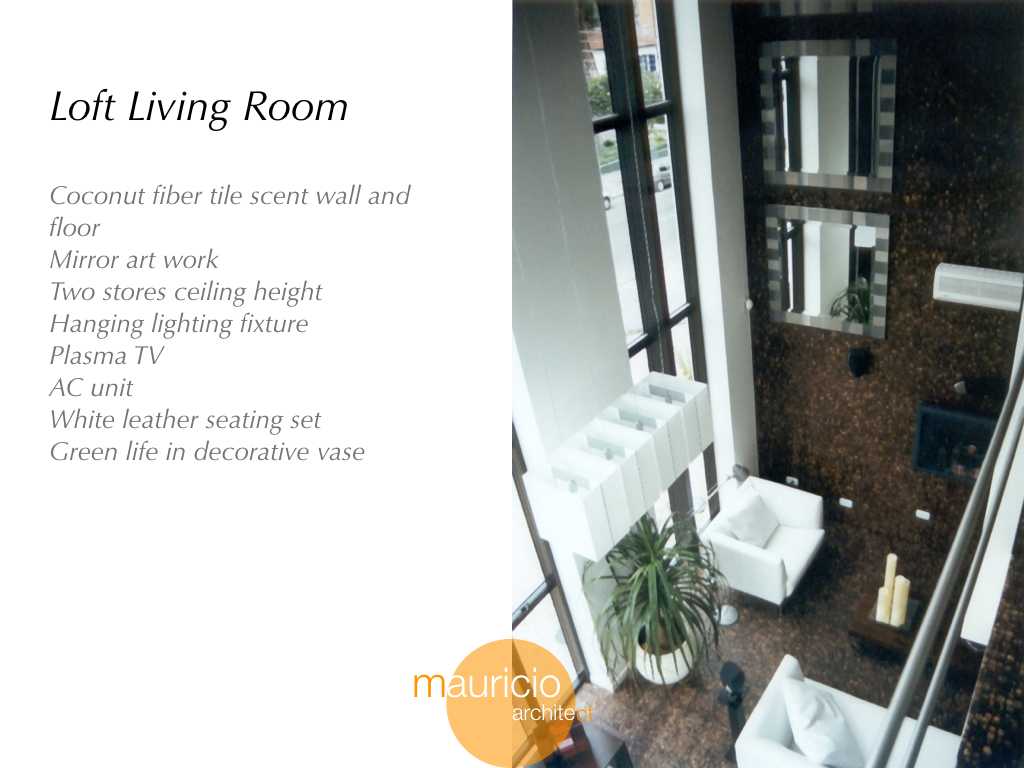 Loft Living Room
Coconut fiber tile scent wall and
floor
Mirror art work
Two stores ceiling height
Hanging lighting fixture
Plasma TV
AC unit
White leather seating set
Green life in decorative vase
mauricio
architect